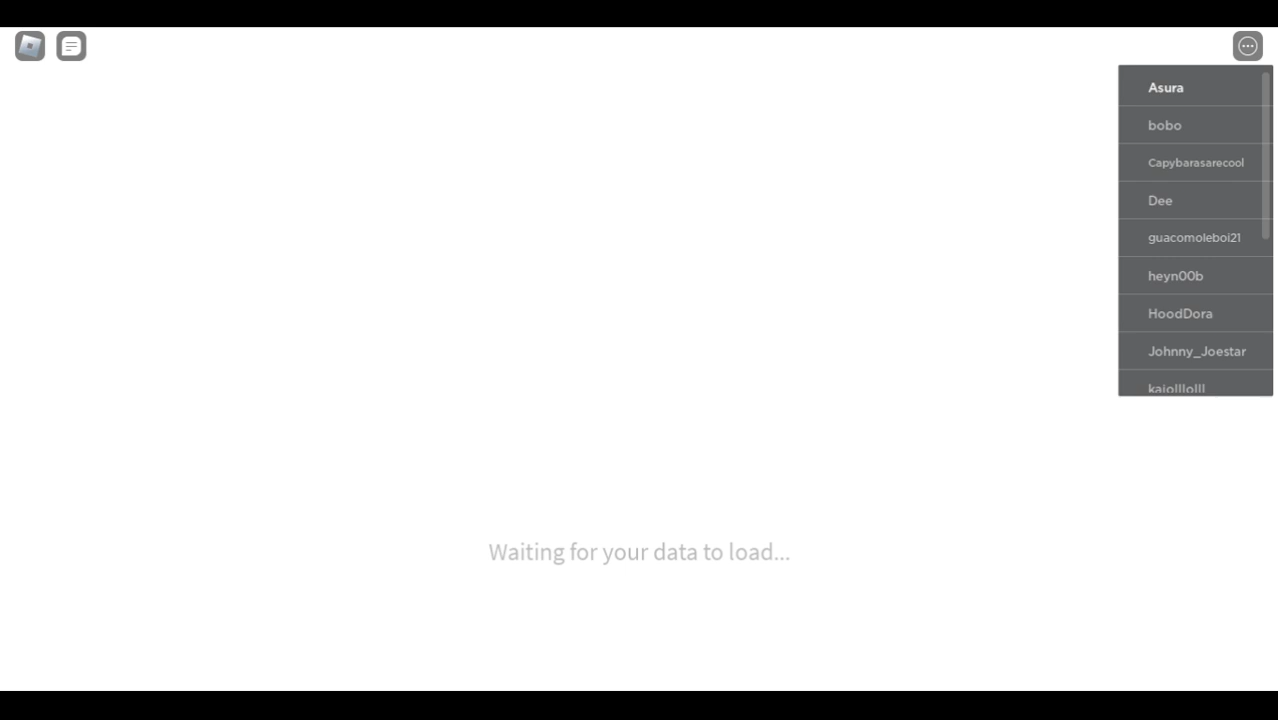 Asura
bobo
Capybarasarecool
Dee
guacomoleboi21
heyn00b
HoodDora
Johnny_Joestar
Waiting for your data to load...